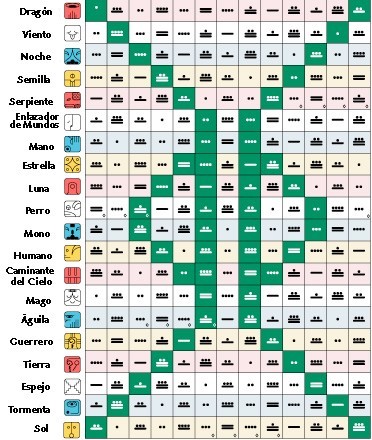 Dragón
Viento
Noche
Semilla
Serpiente
Enlazador
de Mundos
Mano
Estrella
Luna
Perro
Mono
Humano
Caminante
del Cielo
Mago
Águila
Guerrero
Tierra
Espejo
Tormenta
Sol